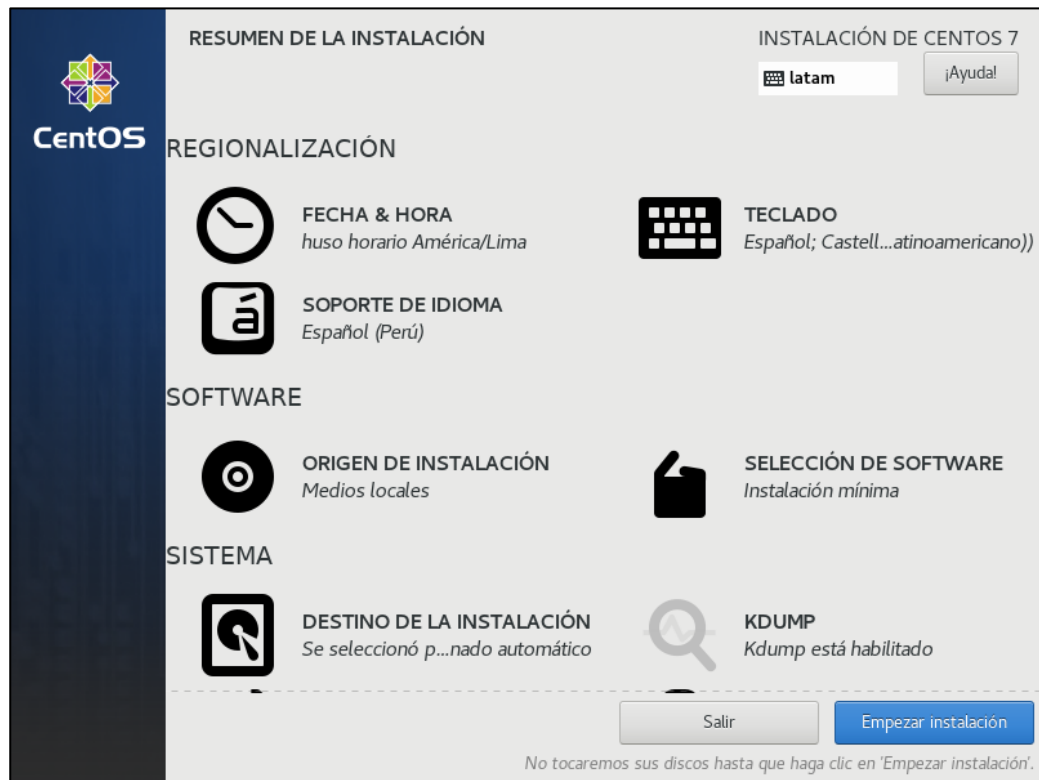 RESUMEN DE LA INSTALACIÓN
INSTALACIÓN DE CENTOS 7
latam
¡Ayuda!
CentOS
REGIONALIZACIÓN
FECHA & HORA
huso horario América/Lima
TECLADO
Español; Castell...atinoamericano))
SOPORTE DE IDIOMA
Español (Perú)
SOFTWARE
ORIGEN DE INSTALACIÓN
Medios locales
SELECCIÓN DE SOFTWARE
Instalación mínima
SISTEMA
DESTINO DE LA INSTALACIÓN
Se seleccionó p...nado automático
KDUMP
Kdump está habilitado
Salir
Empezar instalación
No tocaremos sus discos hasta que haga clic en 'Empezar instalación'.